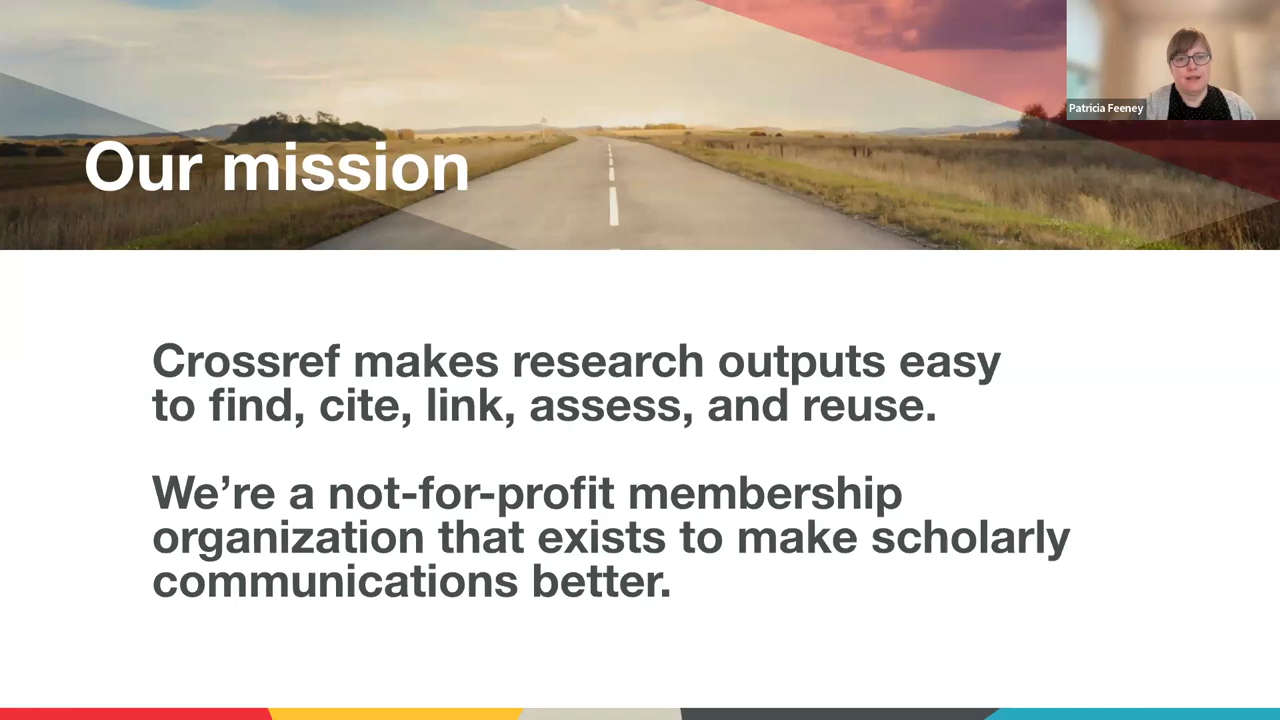 Patricia Feeney
Our mission
Crossref makes research outputs easy
to find, cite, link, assess, and reuse.
We’re a not-for-profit membership
organization that exists to make scholarly
communications better.